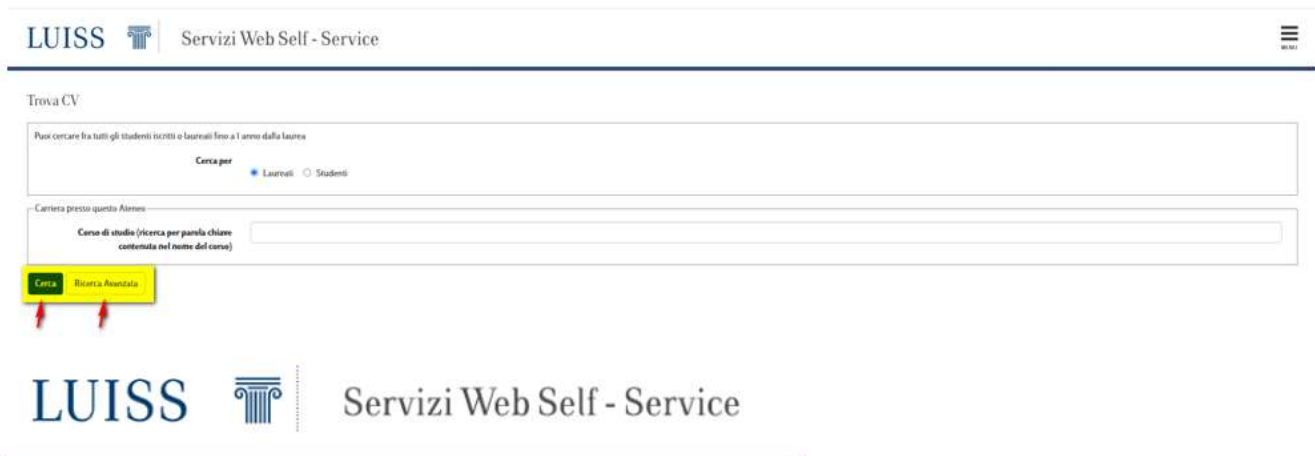 LUISS Servizi Web Self - Service
MENU
Trova CV
Puoi cercare fra tutti gli studenti iscritti o laureati fino a 1 anno dalla laurea
Cerca per
Laureati Studenti
Carriera presso questo Ateneo
Corso di studio (ricerca per parola chiave
contenuta nel nome del corso)
Cerca Ricerca Avanzata
LUISS Servizi Web Self - Service